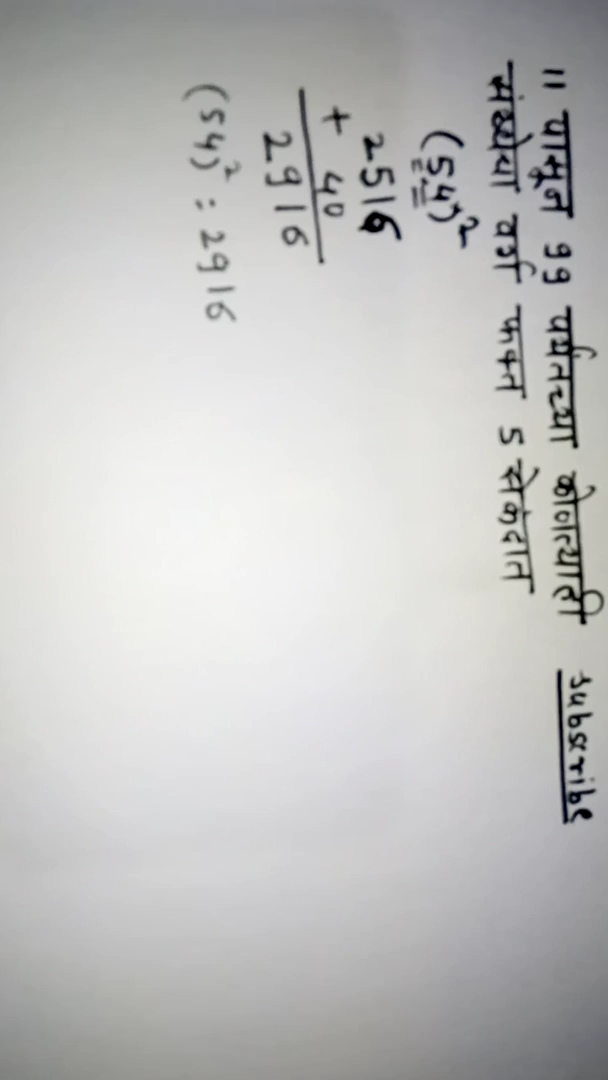 11 पासून 99 पर्यंतच्या कोणत्याही subscribe
संख्येचा वर्ग फक्त 5 सेकंदात
(54)²
2516
+ 40
2916
(54)² = 2916